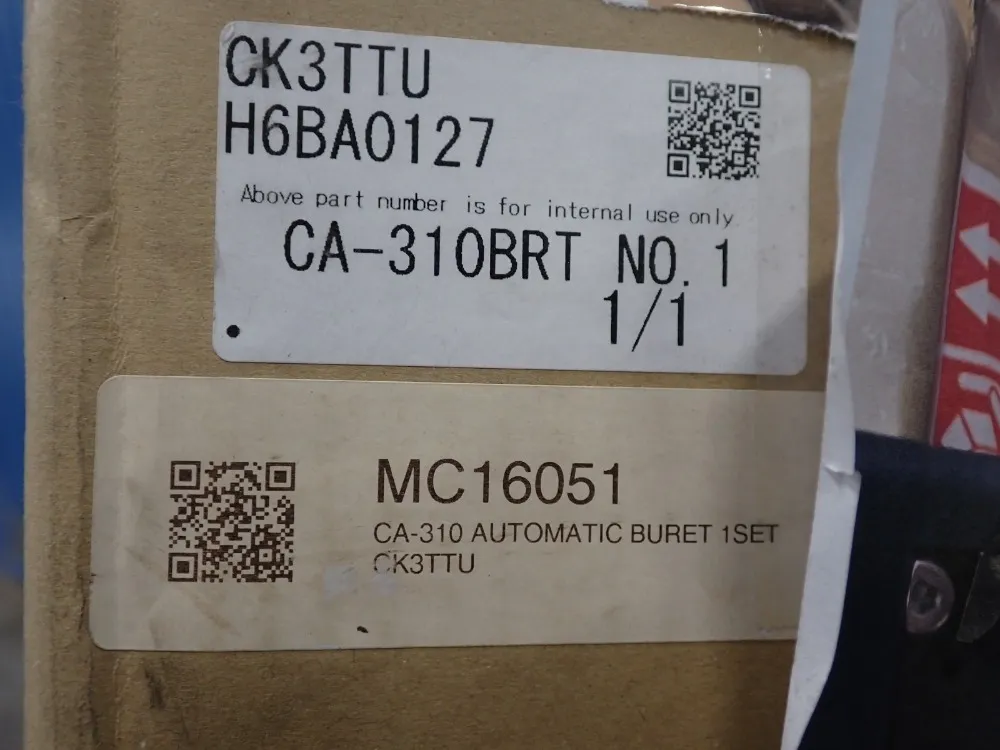 CK3TTU
H6BA0127
Above part number is for internal use only
CA-310BRT NO. 1
1/1
MC16051
CA-310 AUTOMATIC BURET 1SET
CK3TTU